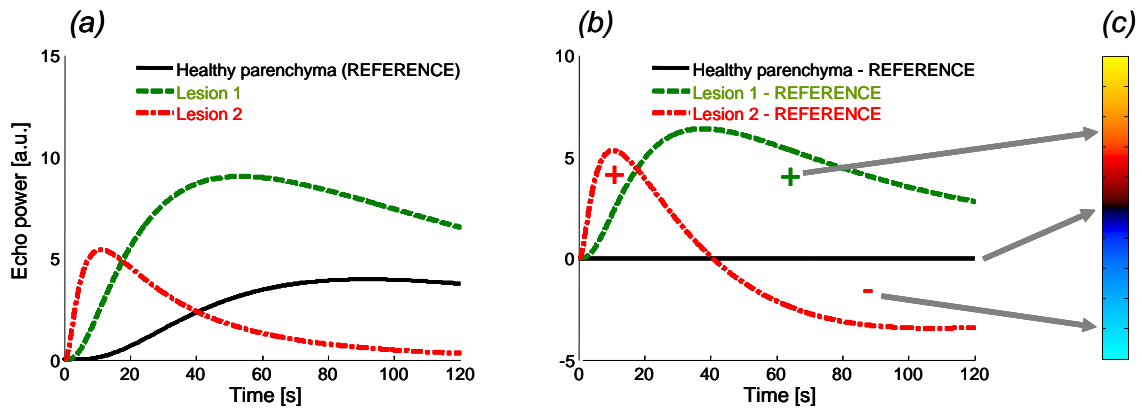 (a)
15
10
5
0
Echo power [a.u.]
Healthy parenchyma (REFERENCE)
Lesion 1
Lesion 2
0 20 40 60 80 100 120
Time [s]
(b)
10
5
0
-5
Healthy parenchyma - REFERENCE
Lesion 1 - REFERENCE
Lesion 2 - REFERENCE
+
+
-
0 20 40 60 80 100 120
Time [s]
(c)